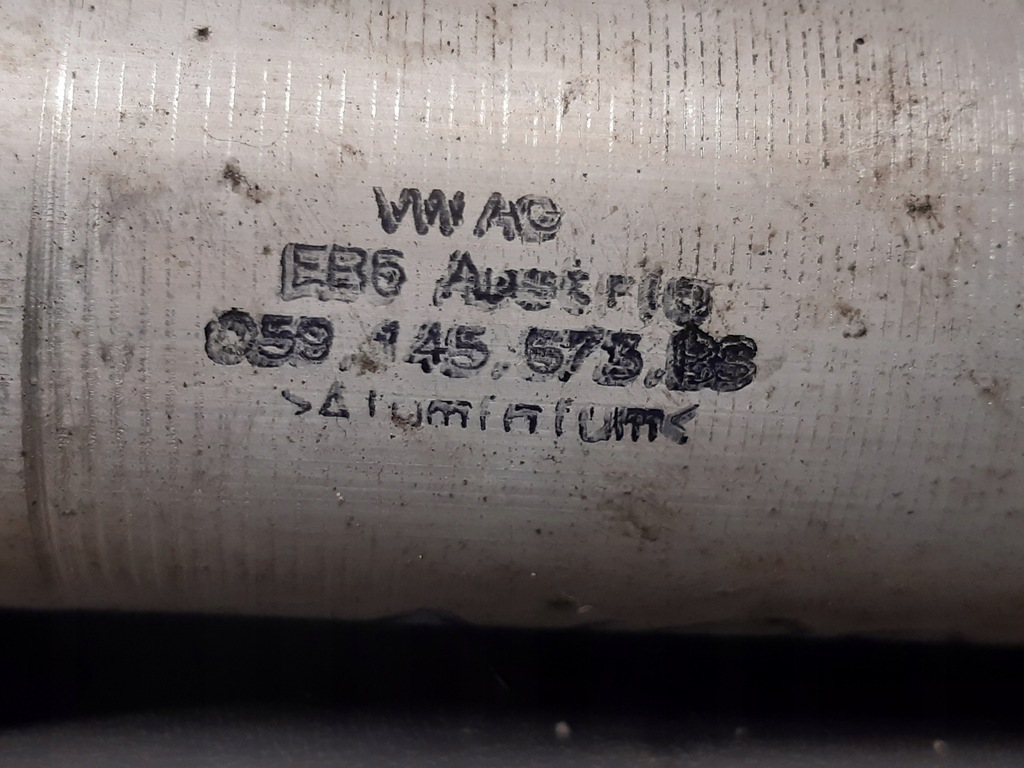 VW AG
EB6 Austria
059.145.673.BS
>Aluminium<